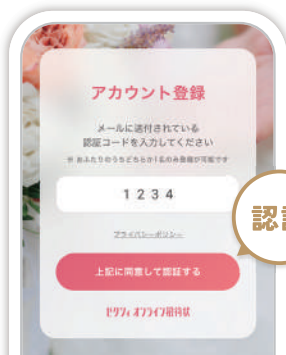 アカウント登録
メールに送付されている
認証コードを入力してください
※ おふたりのうちどちらか1名のみ登録が可能です
1234
プライバシーポリシー
認証
上記に同意して認証する
ゼクシィ オンライン招待状